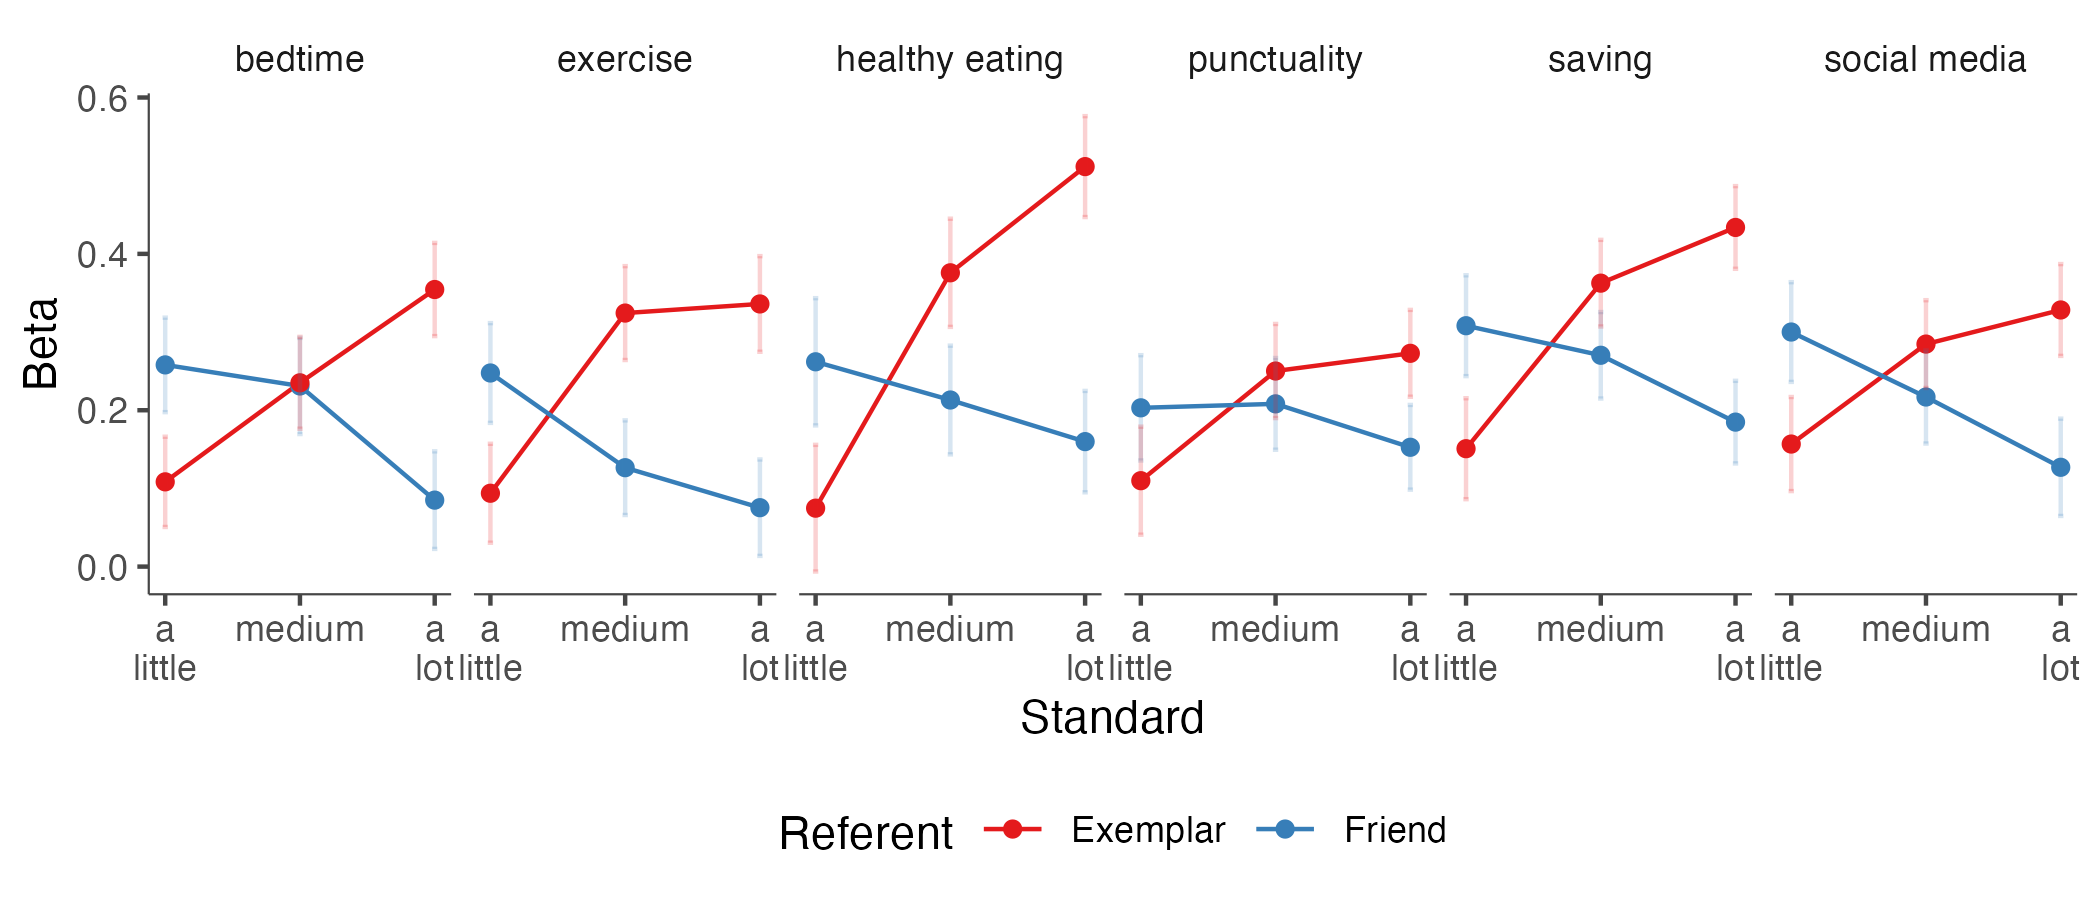 bedtime exercise healthy eating punctuality saving social media
0.6
0.4
0.2
0.0
Beta
a medium a a medium a a medium a a medium a a medium a a medium a
little lot little lot little lot little lot little lot little lot
Standard
Referent Exemplar Friend